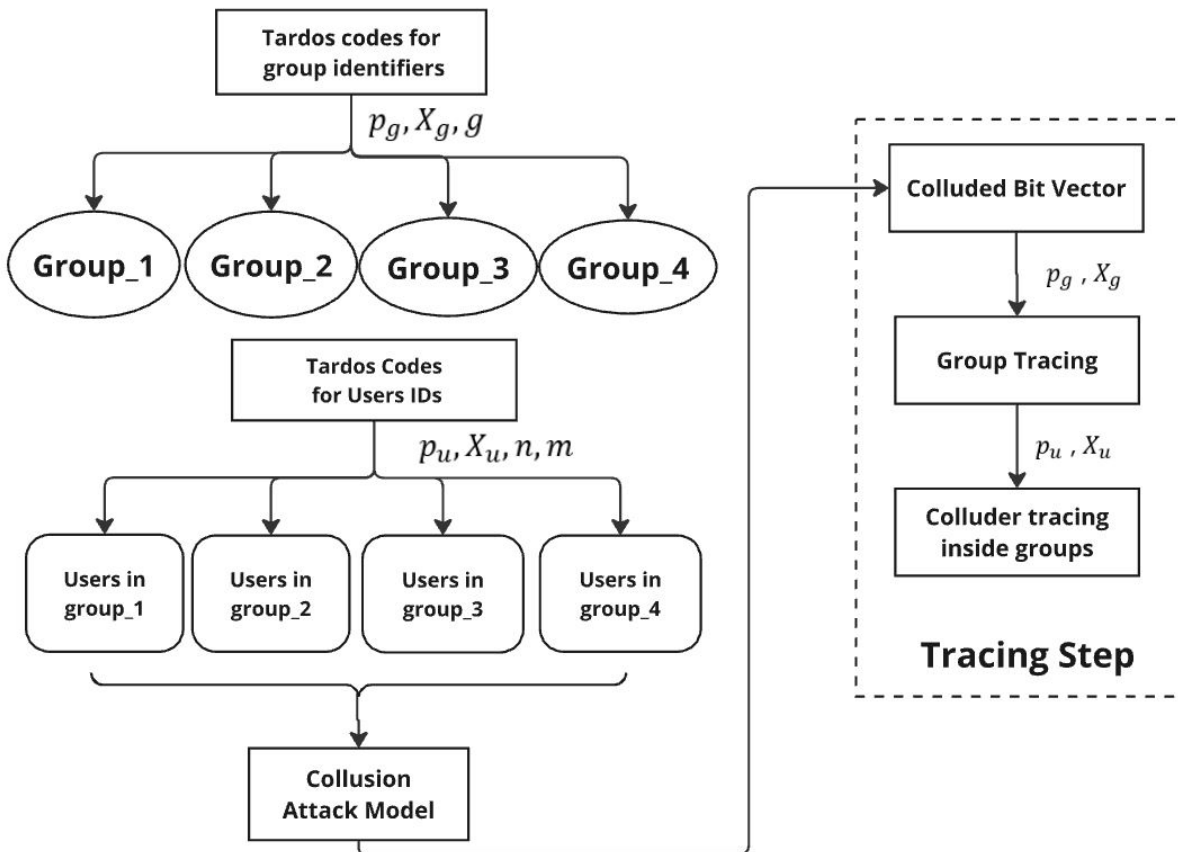 Tardos codes for
group identifiers
p_g, X_g, g
Group_1
Group_2
Group_3
Group_4
Tardos Codes
for Users IDs
p_u, X_u, n, m
Users in
group_1
Users in
group_2
Users in
group_3
Users in
group_4
Collusion
Attack Model
Colluded Bit Vector
p_g , X_g
Group Tracing
p_u , X_u
Colluder tracing
inside groups
Tracing Step